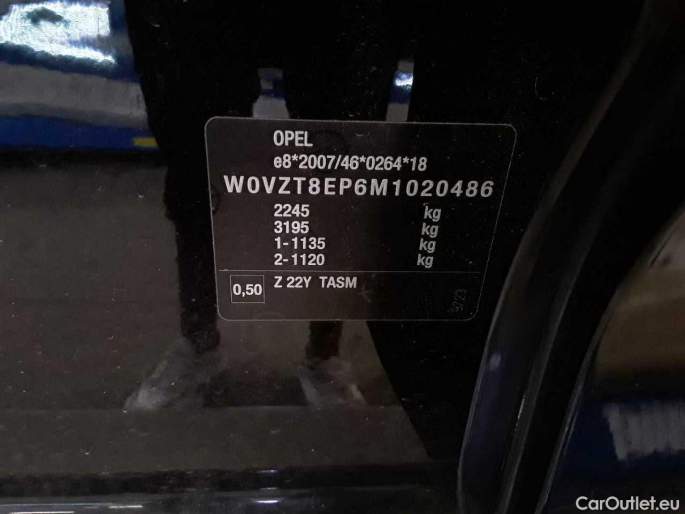 OPEL
e8*2007/46*0264*18
W0VZT8EP6M1020486
2245 kg
3195 kg
1-1135 kg
2-1120 kg
0,50 Z 22Y TASM
CarOutlet.eu